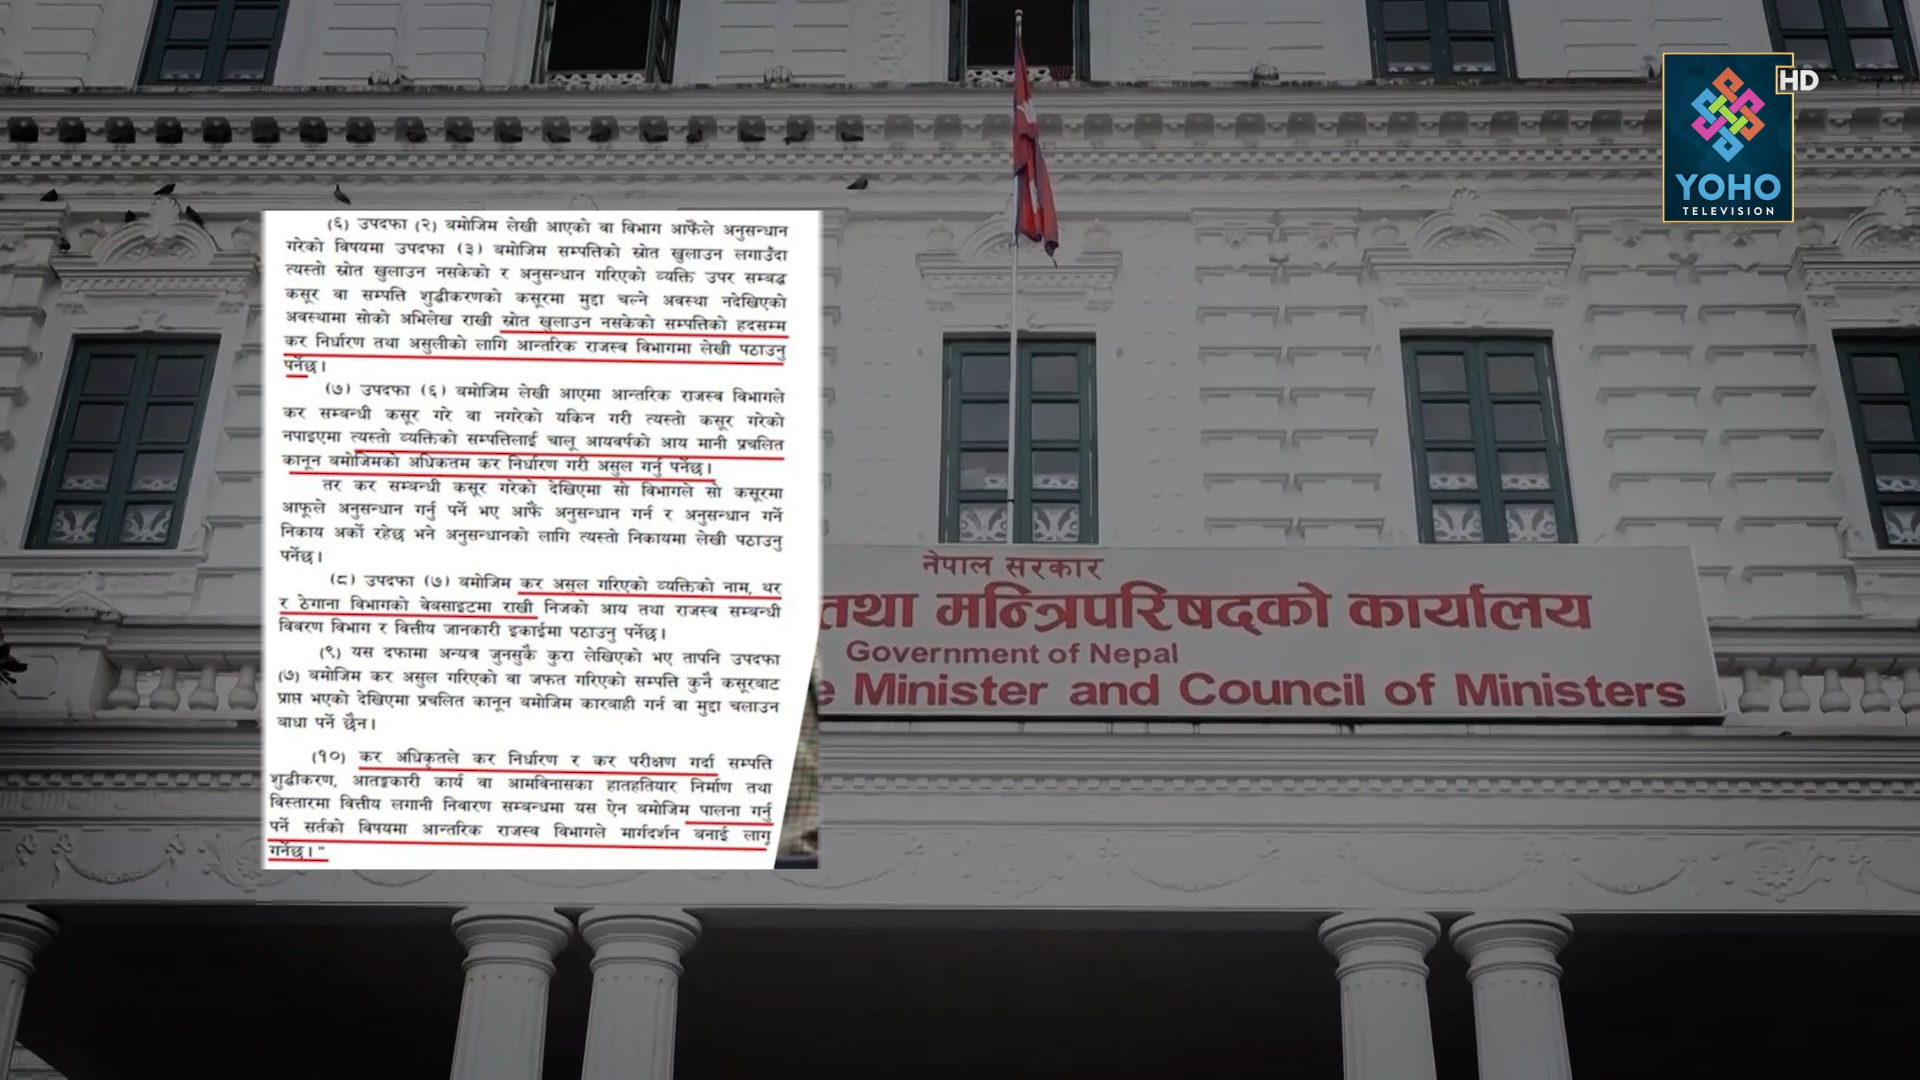 (६) उपदफा (२) बमोजिम लेखी आएको वा विभाग आफैंले अनुसन्धान
गरेको विषयमा उपदफा (३) बमोजिम सम्पत्तिको स्रोत खुलाउन लगाउँदा
त्यस्तो स्रोत खुलाउन नसकेको र अनुसन्धान गरिएको व्यक्ति उपर सम्बद्ध
कसूर वा सम्पत्ति शुद्धीकरणको कसूरमा मुद्दा चल्ने अवस्था नदेखिएको
अवस्थामा सोको अभिलेख राखी स्रोत खुलाउन नसकेको सम्पत्तिको हदसम्म
कर निर्धारण तथा असुलीको लागि आन्तरिक राजस्व विभागमा लेखी पठाउनु
पर्नेछ।
(७) उपदफा (६) बमोजिम लेखी आएमा आन्तरिक राजस्व विभागले
कर सम्बन्धी कसूर गरे वा नगरेको यकिन गरी त्यस्तो कसूर गरेको
नपाइएमा त्यस्तो व्यक्तिको सम्पत्तिलाई चालू आयवर्षको आय मानी प्रचलित
कानून बमोजिमको अधिकतम कर निर्धारण गरी असुल गर्नु पर्नेछ।
तर कर सम्बन्धी कसूर गरेको देखिएमा सो विभागले सो कसूरमा
आफूले अनुसन्धान गर्नु पर्ने भए आफैं अनुसन्धान गर्न र अनुसन्धान गर्ने
निकाय अर्को रहेछ भने अनुसन्धानको लागि त्यस्तो निकायमा लेखी पठाउनु
पर्नेछ।
(८) उपदफा (७) बमोजिम कर असुल गरिएको व्यक्तिको नाम, थर
र ठेगाना विभागको वेबसाइटमा राखी निजको आय तथा राजस्व सम्बन्धी
विवरण विभाग र वित्तीय जानकारी इकाईमा पठाउनु पर्नेछ।
(९) यस दफामा अन्यत्र जुनसुकै कुरा लेखिएको भए तापनि उपदफा
(७) बमोजिम कर असुल गरिएको वा जफत गरिएको सम्पत्ति कुनै कसूरबाट
प्राप्त भएको देखिएमा प्रचलित कानून बमोजिम कारबाही गर्न वा मुद्दा चलाउन
बाधा पर्ने छैन।
(१०) कर अधिकृतले कर निर्धारण र कर परीक्षण गर्दा सम्पत्ति
शुद्धीकरण, आतङ्ककारी कार्य वा आमविनासका हातहतियार निर्माण तथा
विस्तारमा वित्तीय लगानी निवारण सम्बन्धमा यस ऐन बमोजिम पालना गर्नु
पर्ने सर्तको विषयमा आन्तरिक राजस्व विभागले मार्गदर्शन बनाई लागू
गर्नेछ।"
नेपाल सरकार
तथा मन्त्रिपरिषद्को कार्यालय
Government of Nepal
e Minister and Council of Ministers
HD
YOHO
TELEVISION